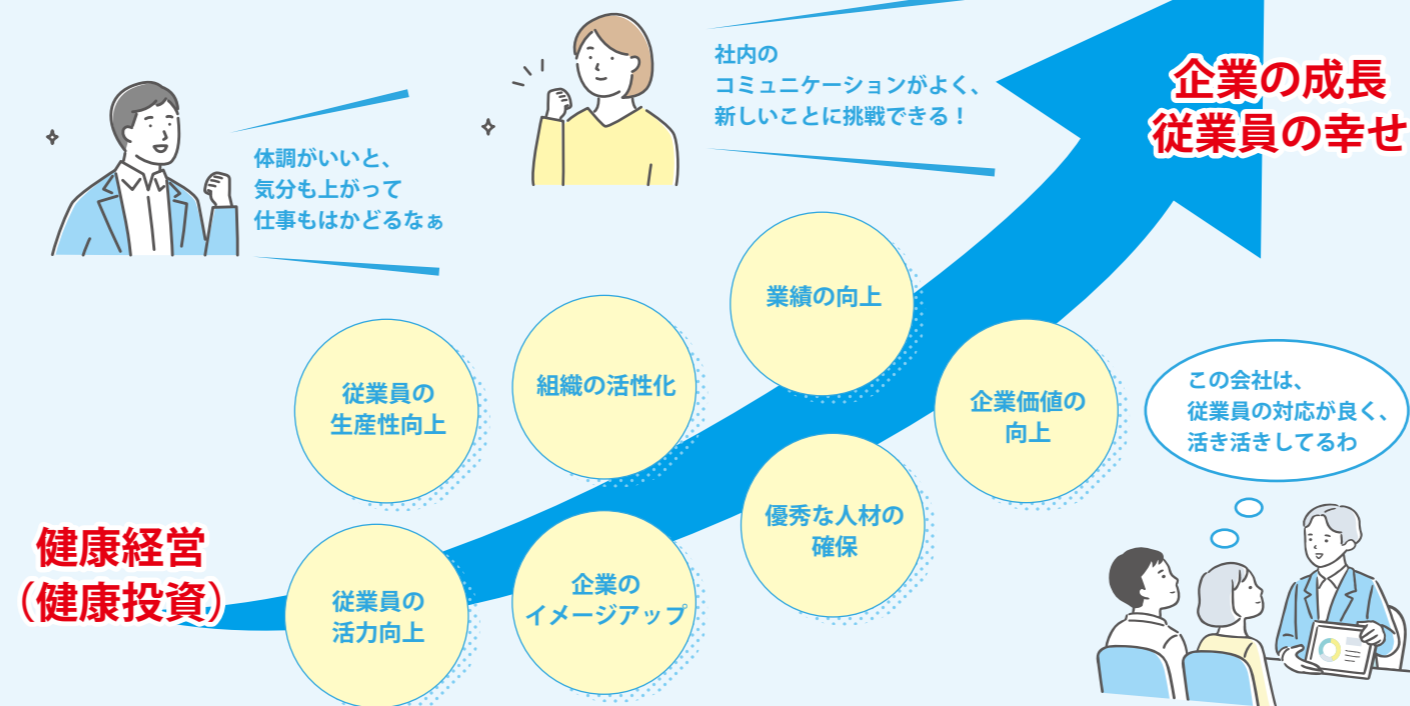 体調がいいと、
気分も上がって
仕事もはかどるなぁ
社内の
コミュニケーションがよく、
新しいことに挑戦できる！
企業の成長
従業員の幸せ
業績の向上
従業員の
生産性向上
組織の活性化
企業価値の
向上
この会社は、
従業員の対応が良く、
活き活きしてるわ
健康経営
（健康投資）
従業員の
活力向上
企業の
イメージアップ
優秀な人材の
確保